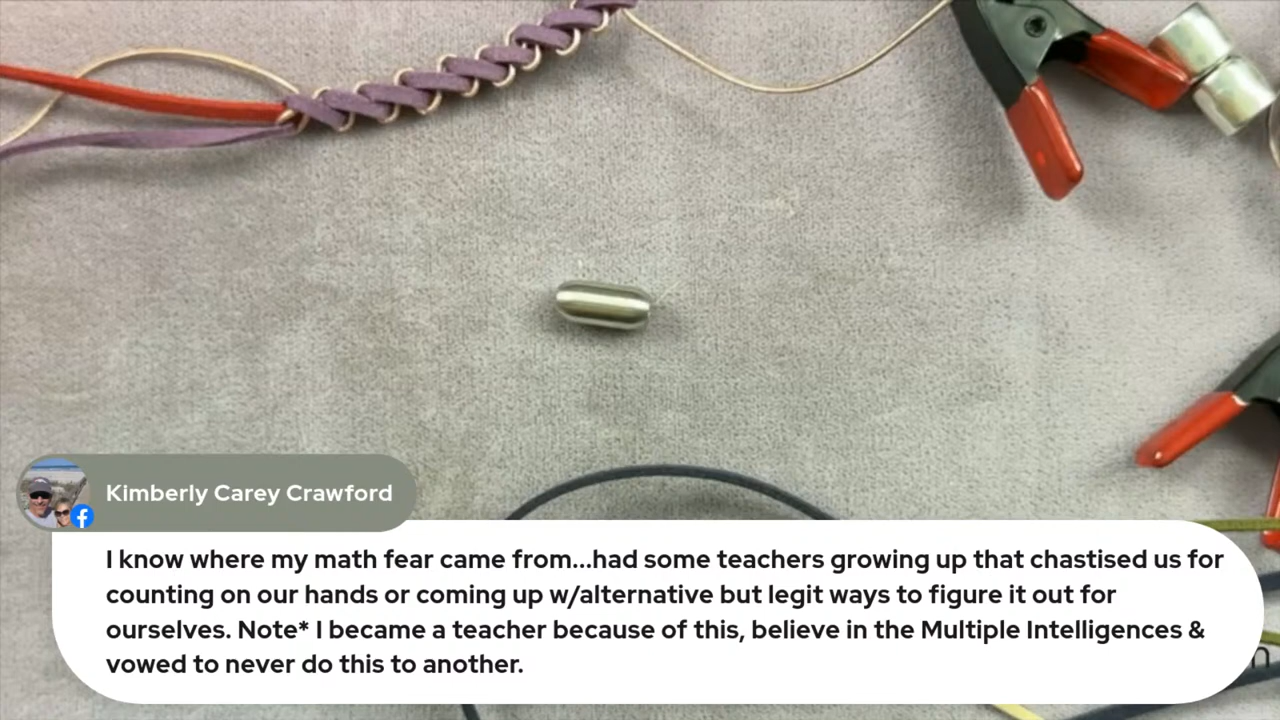 Kimberly Carey Crawford
I know where my math fear came from...had some teachers growing up that chastised us for
counting on our hands or coming up w/alternative but legit ways to figure it out for
ourselves. Note* I became a teacher because of this, believe in the Multiple Intelligences &
vowed to never do this to another.